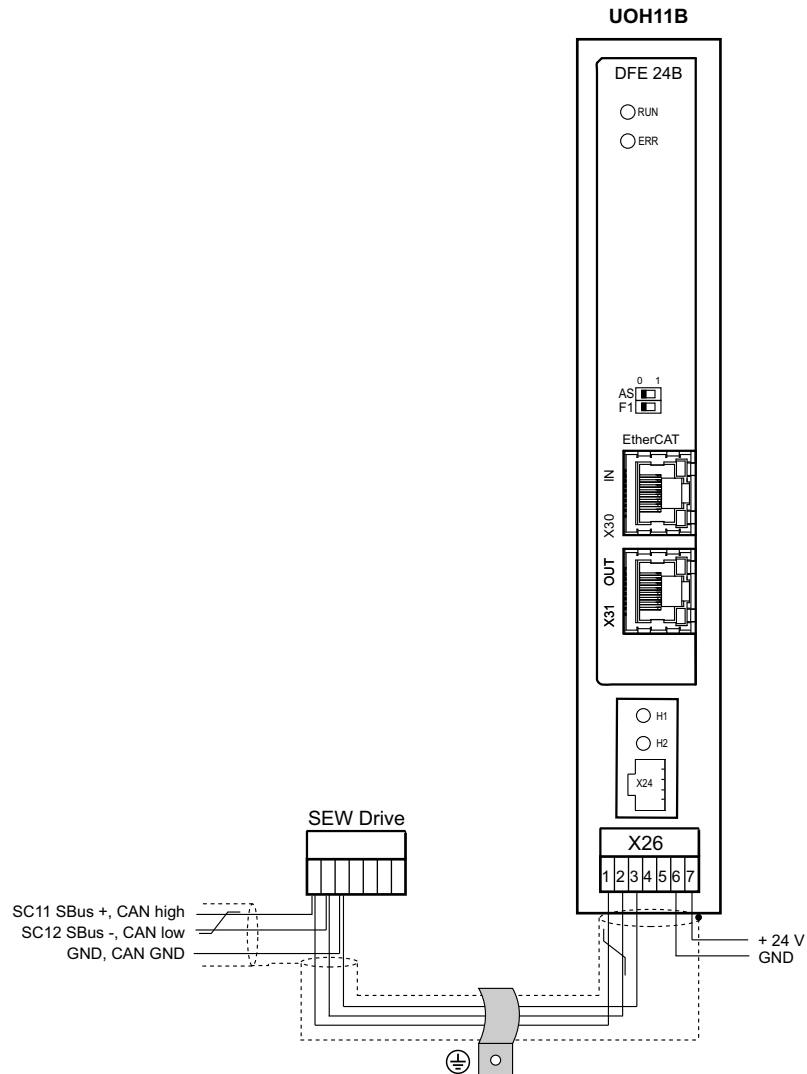 UOH11B
DFE 24B
RUN
ERR
0 1
AS
F1
EtherCAT
IN
X30
OUT
X31
H1
H2
X24
SEW Drive
X26
1 2 3 4 5 6 7
SC11 SBus +, CAN high
SC12 SBus -, CAN low
GND, CAN GND
+ 24 V
GND